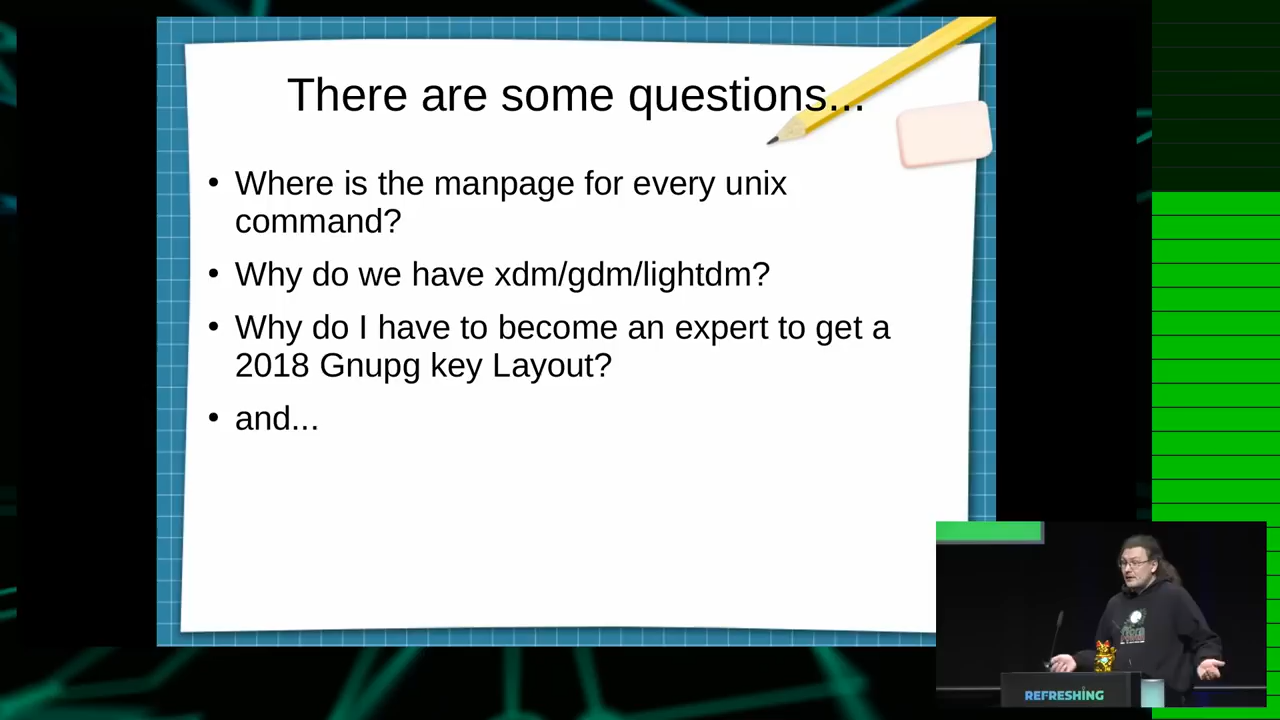 There are some questions...
• Where is the manpage for every unix
command?
• Why do we have xdm/gdm/lightdm?
• Why do I have to become an expert to get a
2018 Gnupg key Layout?
• and...
REFRESHING